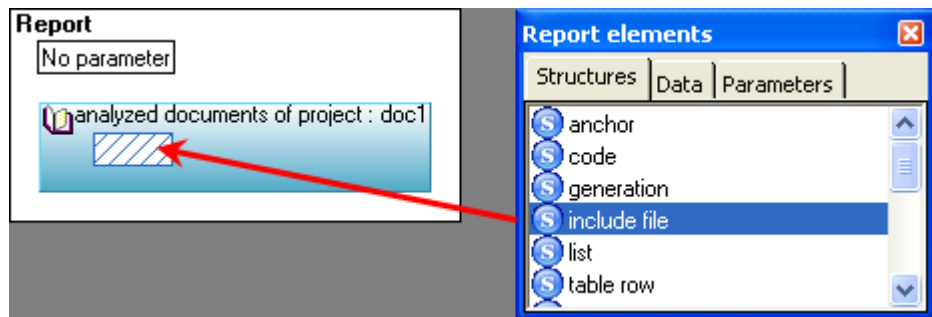 Report
No parameter
analyzed documents of project : doc1
Report elements
Structures Data Parameters
S anchor
S code
S generation
S include file
S list
S table row
S